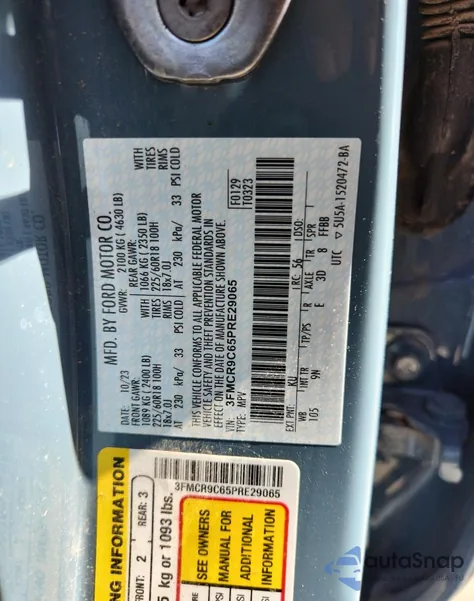 MFD. BY FORD MOTOR CO.
DATE: 10/23 GVWR: 2100 KG ( 4630 LB)
FRONT GAWR: REAR GAWR:
1089 KG (2400 LB) WITH 1066 KG ( 2350 LB) WITH
225/60R18 100H TIRES 225/60R18 100H TIRES
18x7.0J RIMS 18x7.0J RIMS
AT 230 kPa/ 33 PSI COLD AT 230 kPa/ 33 PSI COLD
THIS VEHICLE CONFORMS TO ALL APPLICABLE FEDERAL MOTOR
VEHICLE SAFETY AND THEFT PREVENTION STANDARDS IN
EFFECT ON THE DATE OF MANUFACTURE SHOWN ABOVE.
VIN: 3FMCR9C65PRE29065 F0129
TYPE: MPV T0323
EXT PNT: KU RC: 56 DSO:
WB INT TR TP/PS R AXLE TR SPR
105 9N E 3D 8 FFBB
UTC ▽ 5U5A-1520472-BA
ING INFORMATION
FRONT: 2 REAR: 3
5 kg or 1093 lbs.
3FMCR9C65PRE29065
SEE OWNERS
MANUAL FOR
ADDITIONAL
INFORMATION
PSI
PSI
autoSnap